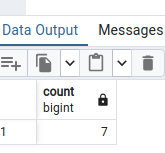 Data Output Messages
count
bigint
1 7